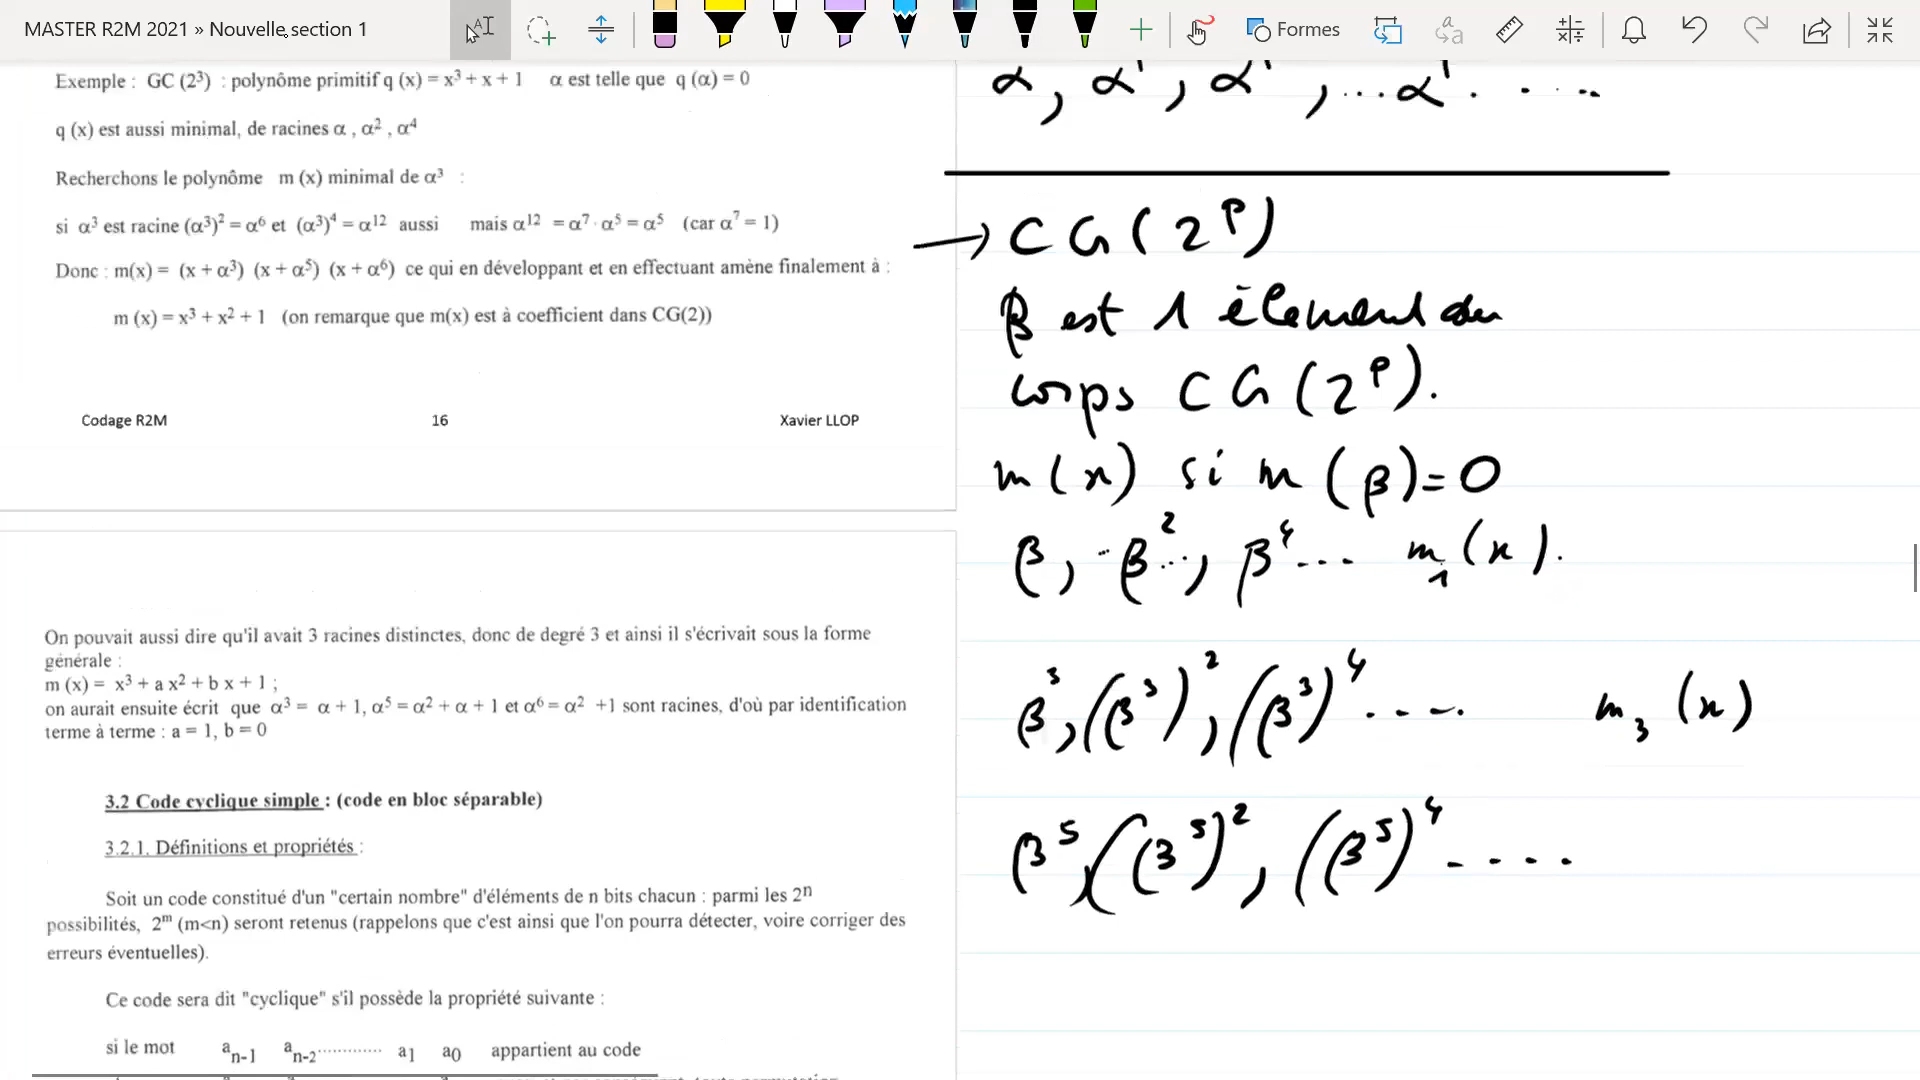 MASTER R2M 2021 » Nouvelle section 1
Formes
Exemple : GC (2³) : polynôme primitif q (x) = x³ + x + 1 α est telle que q (α) = 0
q (x) est aussi minimal, de racines α , α² , α⁴
Recherchons le polynôme m (x) minimal de α³ :
si α³ est racine (α³)² = α⁶ et (α³)⁴ = α¹² aussi mais α¹² = α⁷ · α⁵ = α⁵ (car α⁷ = 1)
Donc : m(x) = (x + α³) (x + α⁵) (x + α⁶) ce qui en développant et en effectuant amène finalement à :
m (x) = x³ + x² + 1 (on remarque que m(x) est à coefficient dans CG(2))
Codage R2M 16 Xavier LLOP
On pouvait aussi dire qu'il avait 3 racines distinctes, donc de degré 3 et ainsi il s'écrivait sous la forme
générale :
m (x) = x³ + a x² + b x + 1 ;
on aurait ensuite écrit que α³ = α + 1, α⁵ = α² + α + 1 et α⁶ = α² +1 sont racines, d'où par identification
terme à terme : a = 1, b = 0
3.2 Code cyclique simple : (code en bloc séparable)
3.2.1. Définitions et propriétés :
Soit un code constitué d'un "certain nombre" d'éléments de n bits chacun : parmi les 2ⁿ
possibilités, 2ᵐ (m<n) seront retenus (rappelons que c'est ainsi que l'on pourra détecter, voire corriger des
erreurs éventuelles).
Ce code sera dit "cyclique" s'il possède la propriété suivante :
si le mot aₙ₋₁ aₙ₋₂............ a₁ a₀ appartient au code
→ CG(2ᵖ)
β est 1 élément du
corps CG(2ᵖ).
m(x) si m(β)=0
β, β², β⁴... m₁(x).
β³, (β³)², (β³)⁴ .... m₃(x)
β⁵, (β⁵)², (β⁵)⁴ ....